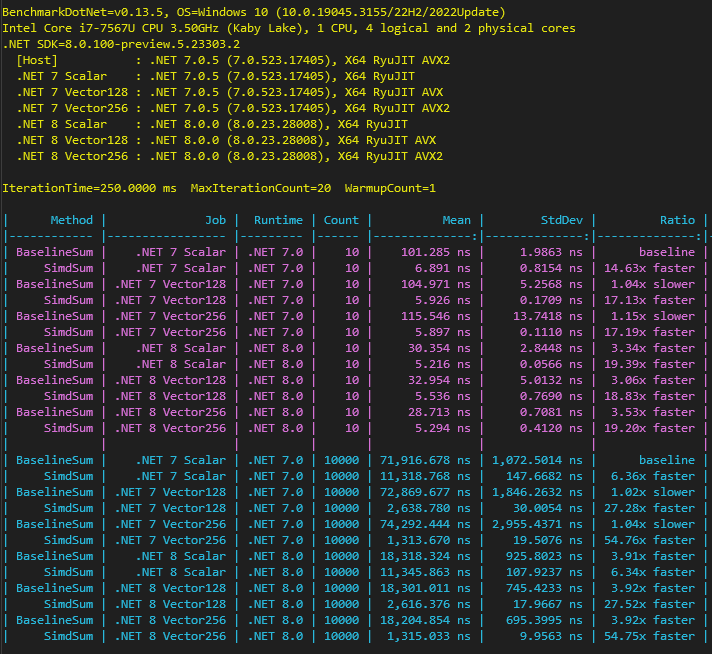 BenchmarkDotNet=v0.13.5, OS=Windows 10 (10.0.19045.3155/22H2/2022Update)
Intel Core i7-7567U CPU 3.50GHz (Kaby Lake), 1 CPU, 4 logical and 2 physical cores
.NET SDK=8.0.100-preview.5.23303.2
  [Host]           : .NET 7.0.5 (7.0.523.17405), X64 RyuJIT AVX2
  .NET 7 Scalar    : .NET 7.0.5 (7.0.523.17405), X64 RyuJIT
  .NET 7 Vector128 : .NET 7.0.5 (7.0.523.17405), X64 RyuJIT AVX
  .NET 7 Vector256 : .NET 7.0.5 (7.0.523.17405), X64 RyuJIT AVX2
  .NET 8 Scalar    : .NET 8.0.0 (8.0.23.28008), X64 RyuJIT
  .NET 8 Vector128 : .NET 8.0.0 (8.0.23.28008), X64 RyuJIT AVX
  .NET 8 Vector256 : .NET 8.0.0 (8.0.23.28008), X64 RyuJIT AVX2
IterationTime=250.0000 ms  MaxIterationCount=20  WarmupCount=1
|      Method |              Job |  Runtime | Count |          Mean |        StdDev |         Ratio |
|------------ |----------------- |--------- |------ |--------------:|--------------:|--------------:|
| BaselineSum |    .NET 7 Scalar | .NET 7.0 |    10 |    101.285 ns |     1.9863 ns |      baseline |
|     SimdSum |    .NET 7 Scalar | .NET 7.0 |    10 |      6.891 ns |     0.8154 ns | 14.63x faster |
| BaselineSum | .NET 7 Vector128 | .NET 7.0 |    10 |    104.971 ns |     5.2568 ns |  1.04x slower |
|     SimdSum | .NET 7 Vector128 | .NET 7.0 |    10 |      5.926 ns |     0.1709 ns | 17.13x faster |
| BaselineSum | .NET 7 Vector256 | .NET 7.0 |    10 |    115.546 ns |    13.7418 ns |  1.15x slower |
|     SimdSum | .NET 7 Vector256 | .NET 7.0 |    10 |      5.897 ns |     0.1110 ns | 17.19x faster |
| BaselineSum |    .NET 8 Scalar | .NET 8.0 |    10 |     30.354 ns |     2.8448 ns |  3.34x faster |
|     SimdSum |    .NET 8 Scalar | .NET 8.0 |    10 |      5.216 ns |     0.0566 ns | 19.39x faster |
| BaselineSum | .NET 8 Vector128 | .NET 8.0 |    10 |     32.954 ns |     5.0132 ns |  3.06x faster |
|     SimdSum | .NET 8 Vector128 | .NET 8.0 |    10 |      5.536 ns |     0.7690 ns | 18.83x faster |
| BaselineSum | .NET 8 Vector256 | .NET 8.0 |    10 |     28.713 ns |     0.7081 ns |  3.53x faster |
|     SimdSum | .NET 8 Vector256 | .NET 8.0 |    10 |      5.294 ns |     0.4120 ns | 19.20x faster |
|             |                  |          |       |               |               |               |
| BaselineSum |    .NET 7 Scalar | .NET 7.0 | 10000 | 71,916.678 ns | 1,072.5014 ns |      baseline |
|     SimdSum |    .NET 7 Scalar | .NET 7.0 | 10000 | 11,318.768 ns |   147.6682 ns |  6.36x faster |
| BaselineSum | .NET 7 Vector128 | .NET 7.0 | 10000 | 72,869.677 ns | 1,846.2632 ns |  1.02x slower |
|     SimdSum | .NET 7 Vector128 | .NET 7.0 | 10000 |  2,638.780 ns |    30.0054 ns | 27.28x faster |
| BaselineSum | .NET 7 Vector256 | .NET 7.0 | 10000 | 74,292.444 ns | 2,955.4371 ns |  1.04x slower |
|     SimdSum | .NET 7 Vector256 | .NET 7.0 | 10000 |  1,313.670 ns |    19.5076 ns | 54.76x faster |
| BaselineSum |    .NET 8 Scalar | .NET 8.0 | 10000 | 18,318.324 ns |   925.8023 ns |  3.91x faster |
|     SimdSum |    .NET 8 Scalar | .NET 8.0 | 10000 | 11,345.863 ns |   107.9237 ns |  6.34x faster |
| BaselineSum | .NET 8 Vector128 | .NET 8.0 | 10000 | 18,301.011 ns |   745.4233 ns |  3.92x faster |
|     SimdSum | .NET 8 Vector128 | .NET 8.0 | 10000 |  2,616.376 ns |    17.9667 ns | 27.52x faster |
| BaselineSum | .NET 8 Vector256 | .NET 8.0 | 10000 | 18,204.854 ns |   695.3995 ns |  3.92x faster |
|     SimdSum | .NET 8 Vector256 | .NET 8.0 | 10000 |  1,315.033 ns |     9.9563 ns | 54.75x faster |